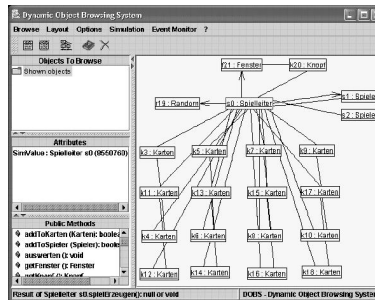 Dynamic Object Browsing System
Browse Layout Options Simulation Event Monitor ?
Objects To Browse
Shown objects
Attributes
SimValue : Spielleiter s0 (9550760)
Public Methods
addToKarten (Karten): boole
addToSpieler (Spieler): boole
auswerten (): void
getFenster (): Fenster
getKnopf (): Knopf
f21 : Fenster
k20 : Knopf
r19 : Random
s0 : Spielleiter
s1 : Spiele
s2 : Spiele
k3 : Karten
k5 : Karten
k7 : Karten
k9 : Karten
k11 : Karten
k13 : Karten
k15 : Karten
k17 : Karten
k4 : Karten
k6 : Karten
k8 : Karten
k10 : Karten
k12 : Karten
k14 : Karten
k16 : Karten
k18 : Karten
Result of Spielleiter s0.spielErzeugen(): null or void
DOBS - Dynamic Object Browsing System